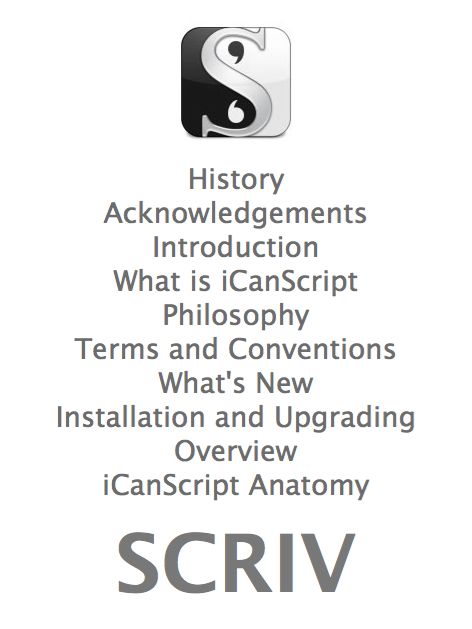 History
Acknowledgements
Introduction
What is iCanScript
Philosophy
Terms and Conventions
What's New
Installation and Upgrading
Overview
iCanScript Anatomy
SCRIV